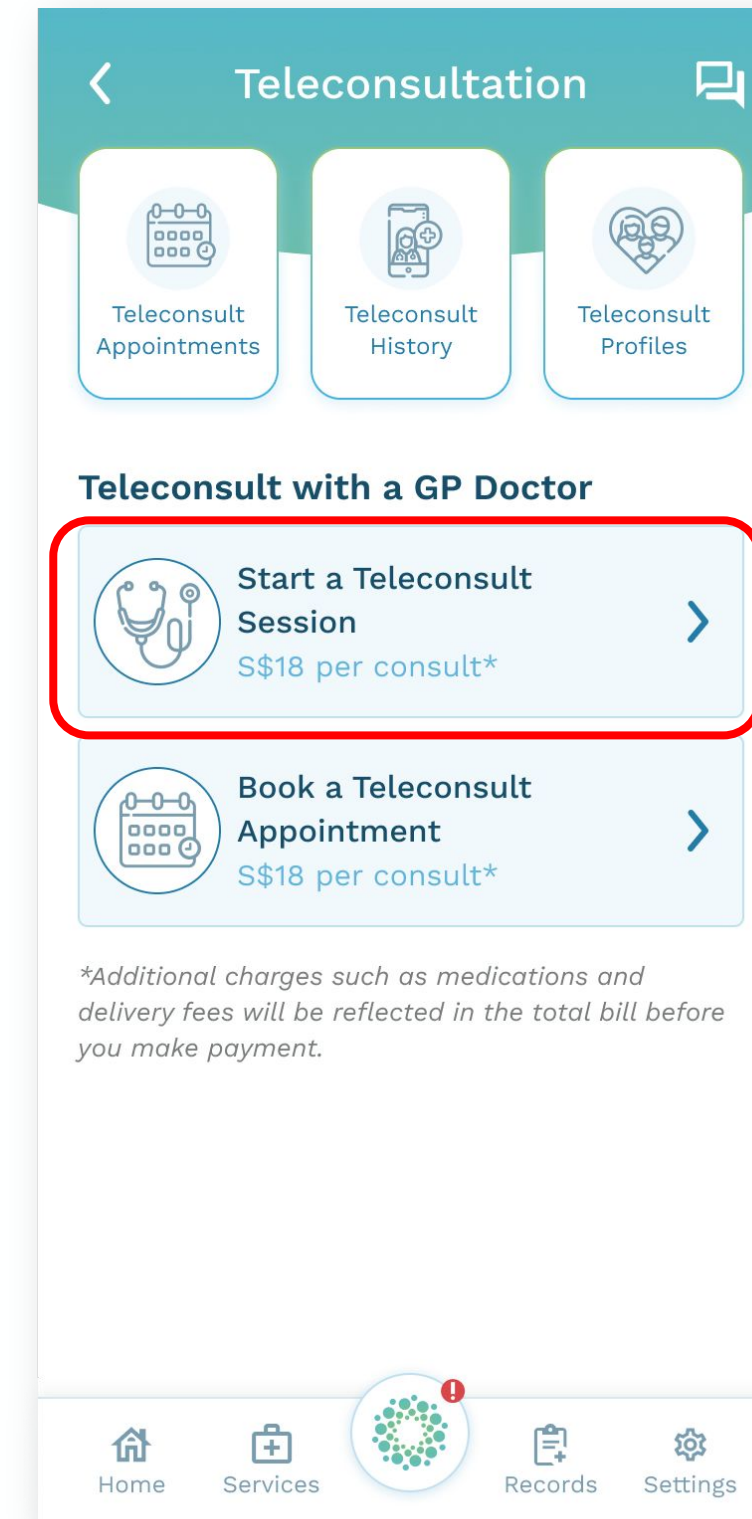 Teleconsultation
Teleconsult
Appointments
Teleconsult
History
Teleconsult
Profiles
Teleconsult with a GP Doctor
Start a Teleconsult
Session
S$18 per consult*
Book a Teleconsult
Appointment
S$18 per consult*
*Additional charges such as medications and
delivery fees will be reflected in the total bill before
you make payment.
!
Home
Services
Records
Settings